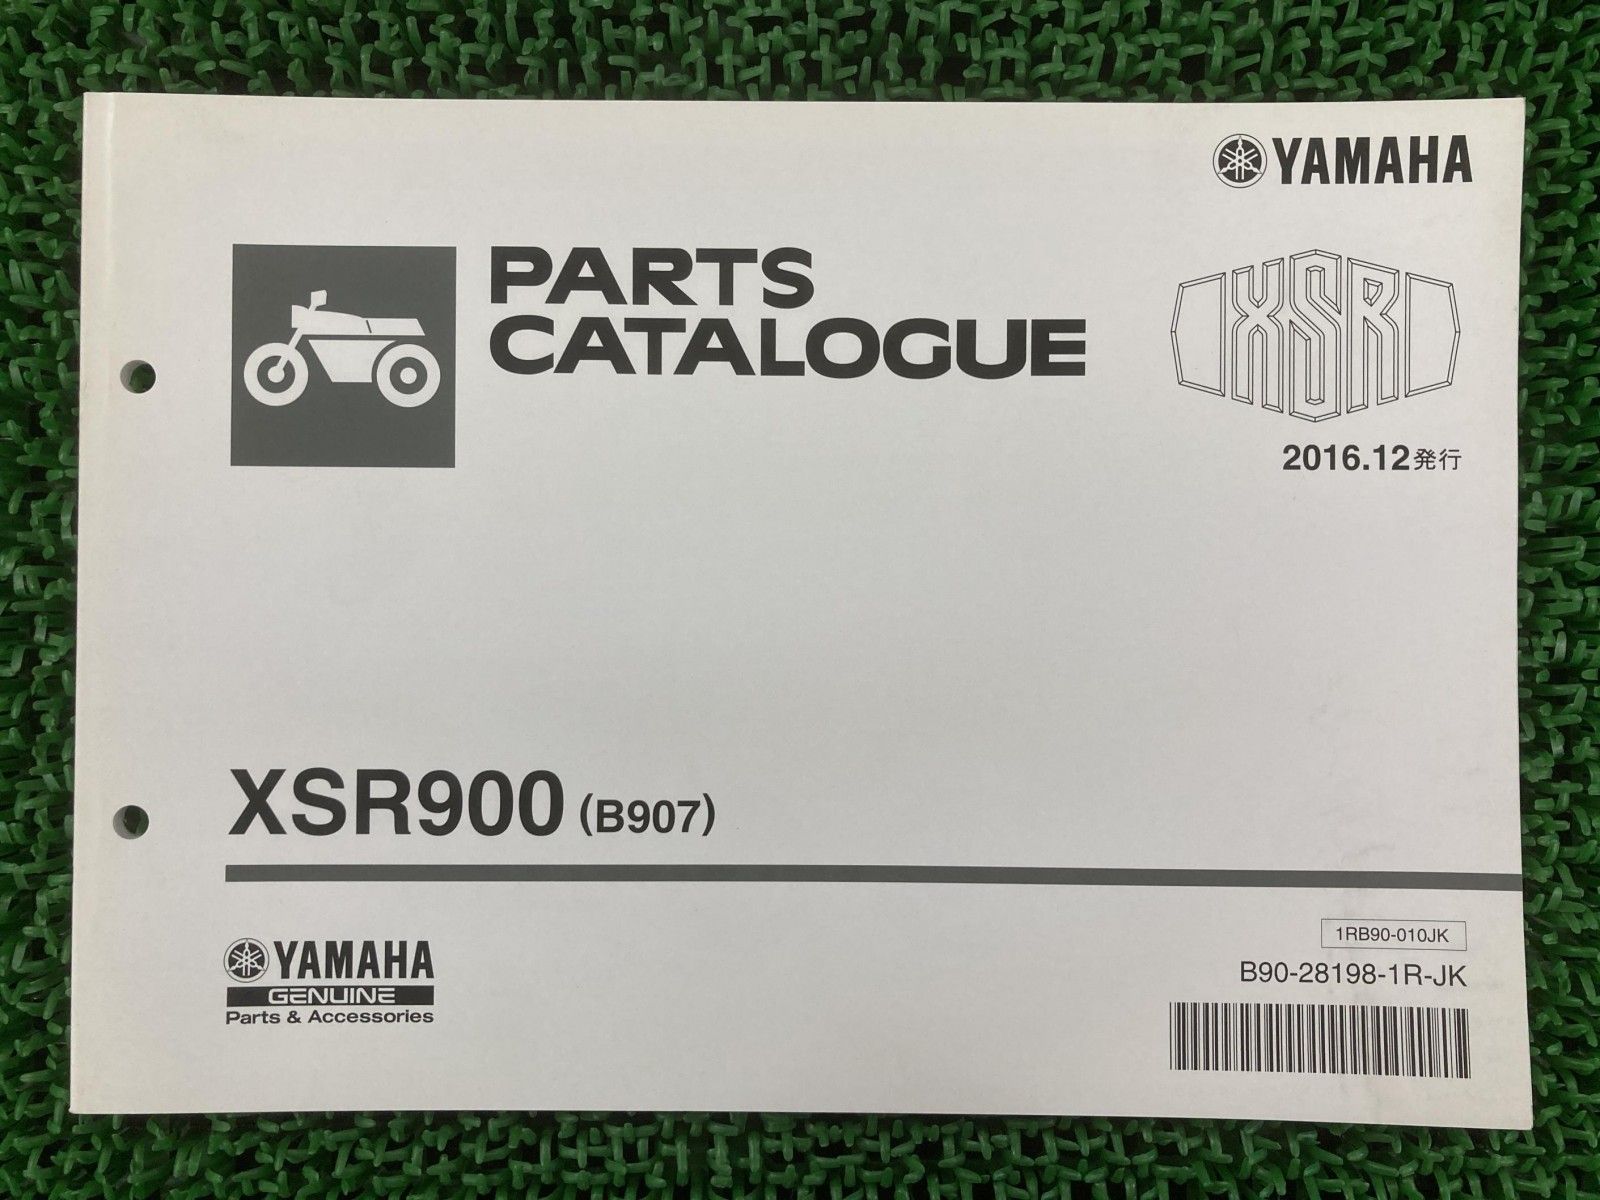 YAMAHA
PARTS
CATALOGUE
XSR
2016.12発行
XSR900 (B907)
YAMAHA
GENUINE
Parts & Accessories
1RB90-010JK
B90-28198-1R-JK